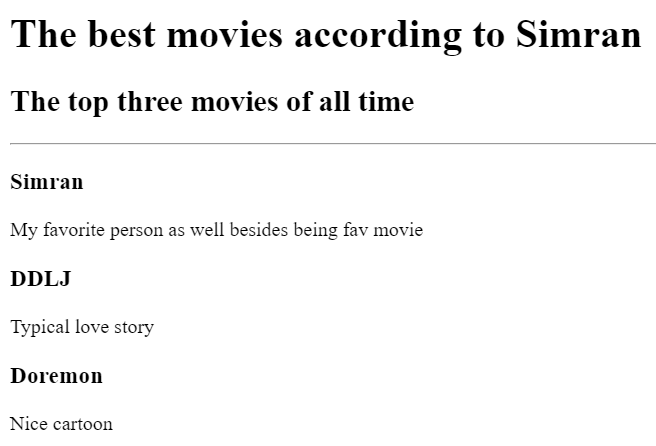 The best movies according to Simran
The top three movies of all time
Simran
My favorite person as well besides being fav movie
DDLJ
Typical love story
Doremon
Nice cartoon